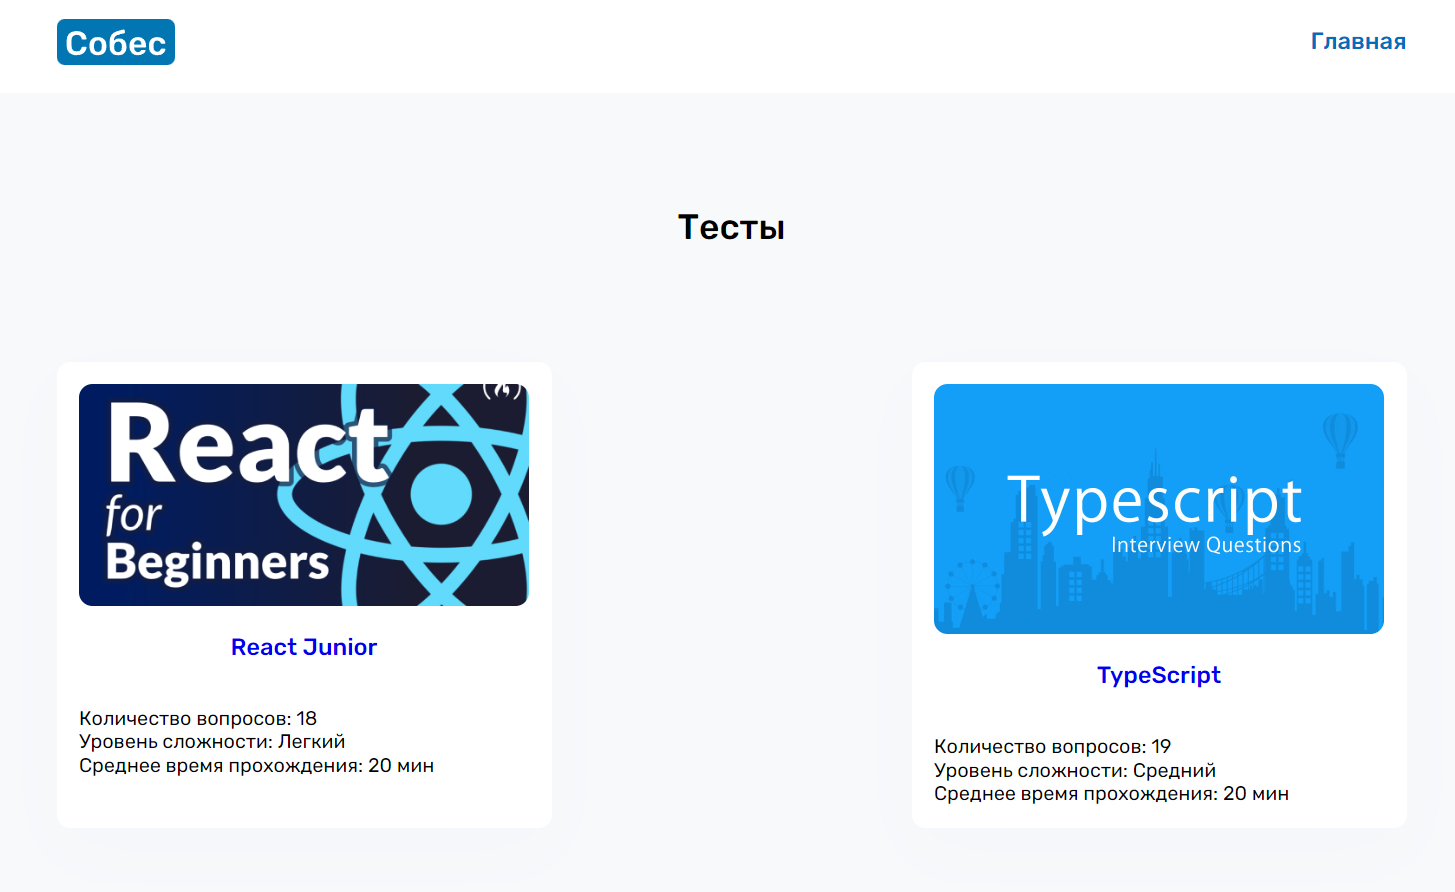 Собес
Главная
Тесты
React
for
Beginners
React Junior
Количество вопросов: 18
Уровень сложности: Легкий
Среднее время прохождения: 20 мин
Typescript
Interview Questions
TypeScript
Количество вопросов: 19
Уровень сложности: Средний
Среднее время прохождения: 20 мин